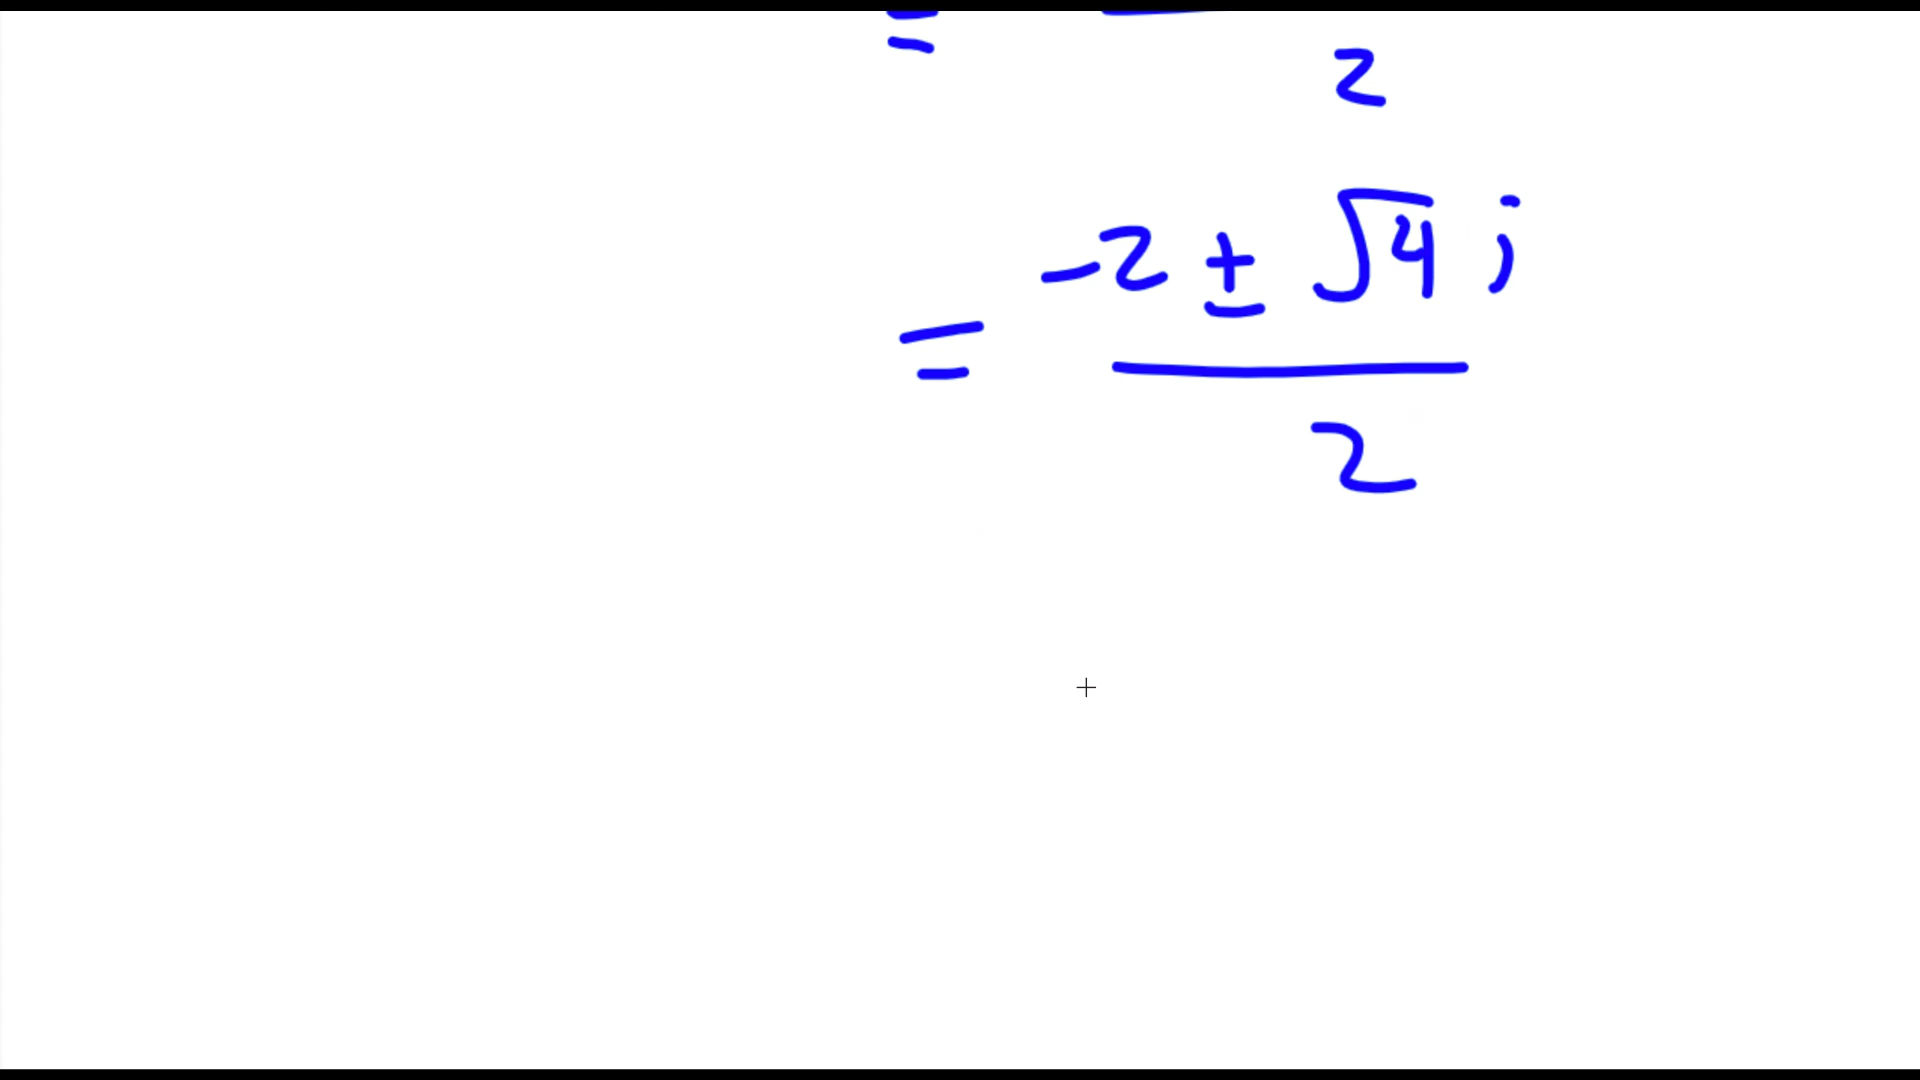 = 2
= -2 ± √4 i
2